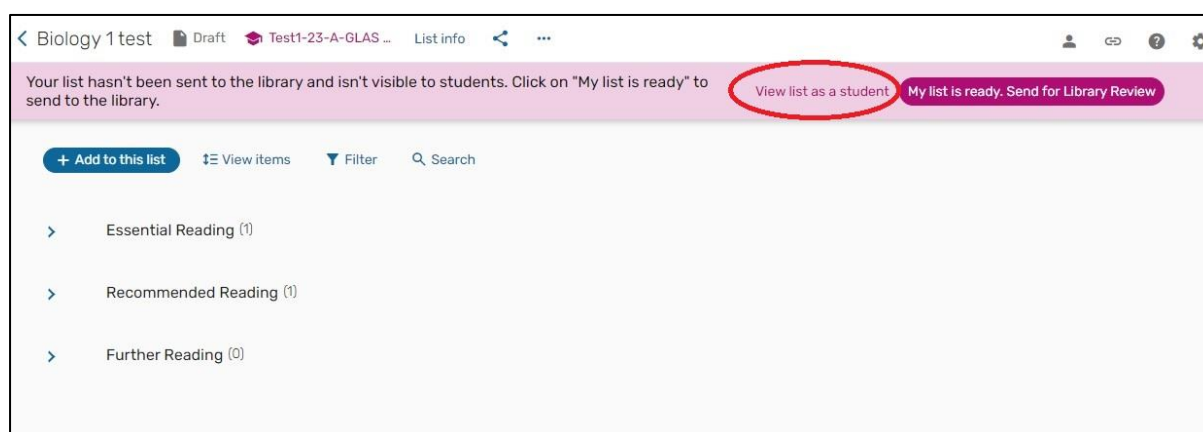 Biology 1 test Draft Test1-23-A-GLAS ... List info ...
Your list hasn't been sent to the library and isn't visible to students. Click on "My list is ready" to
send to the library.
View list as a student My list is ready. Send for Library Review
+ Add to this list View items Filter Search
Essential Reading (1)
Recommended Reading (1)
Further Reading (0)